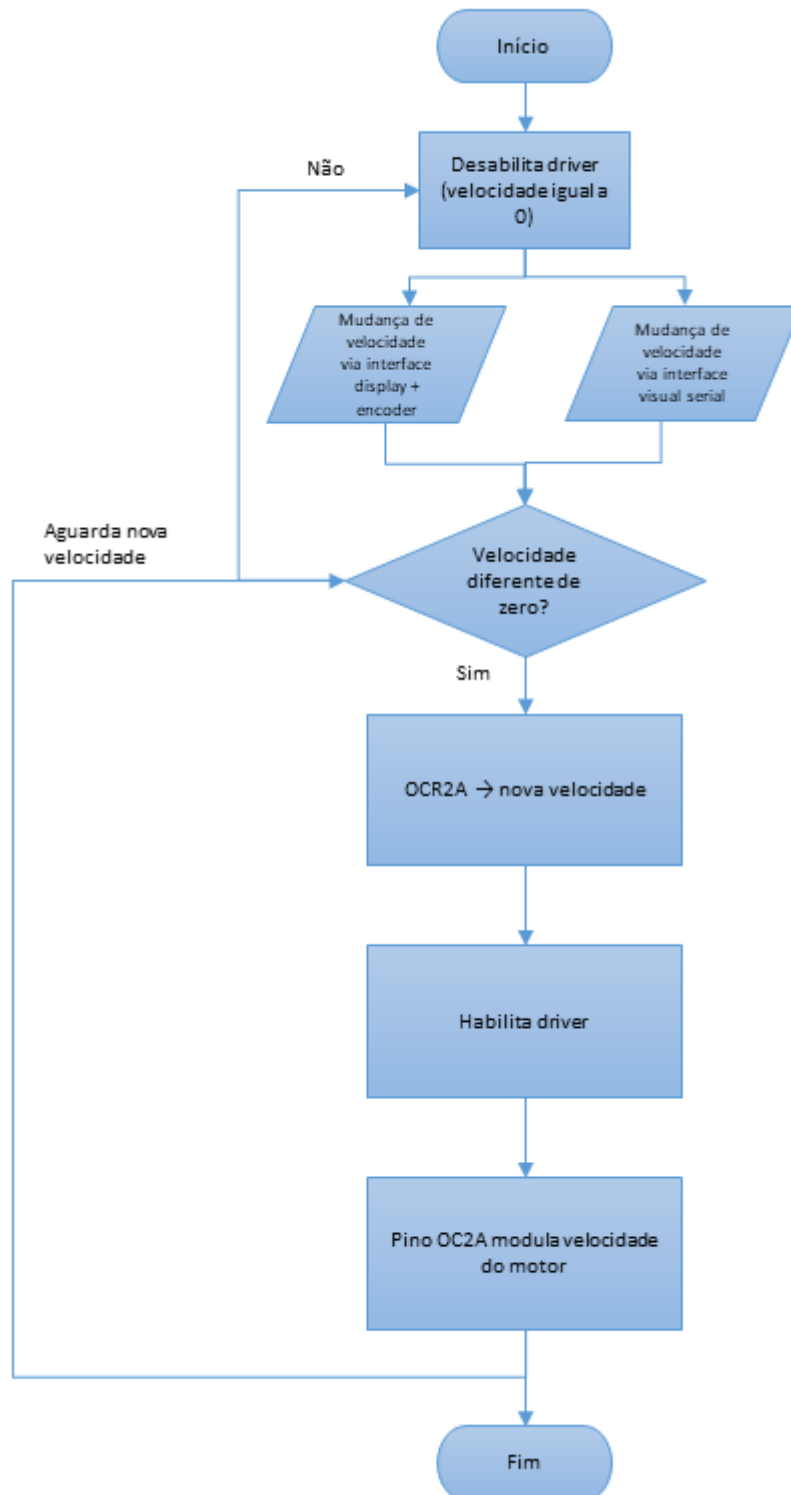 Início
Não
Desabilita driver
(velocidade igual a
0)
Mudança de
velocidade
via interface
display +
encoder
Mudança de
velocidade
via interface
visual serial
Aguarda nova
velocidade
Velocidade
diferente de
zero?
Sim
OCR2A → nova velocidade
Habilita driver
Pino OC2A modula velocidade
do motor
Fim